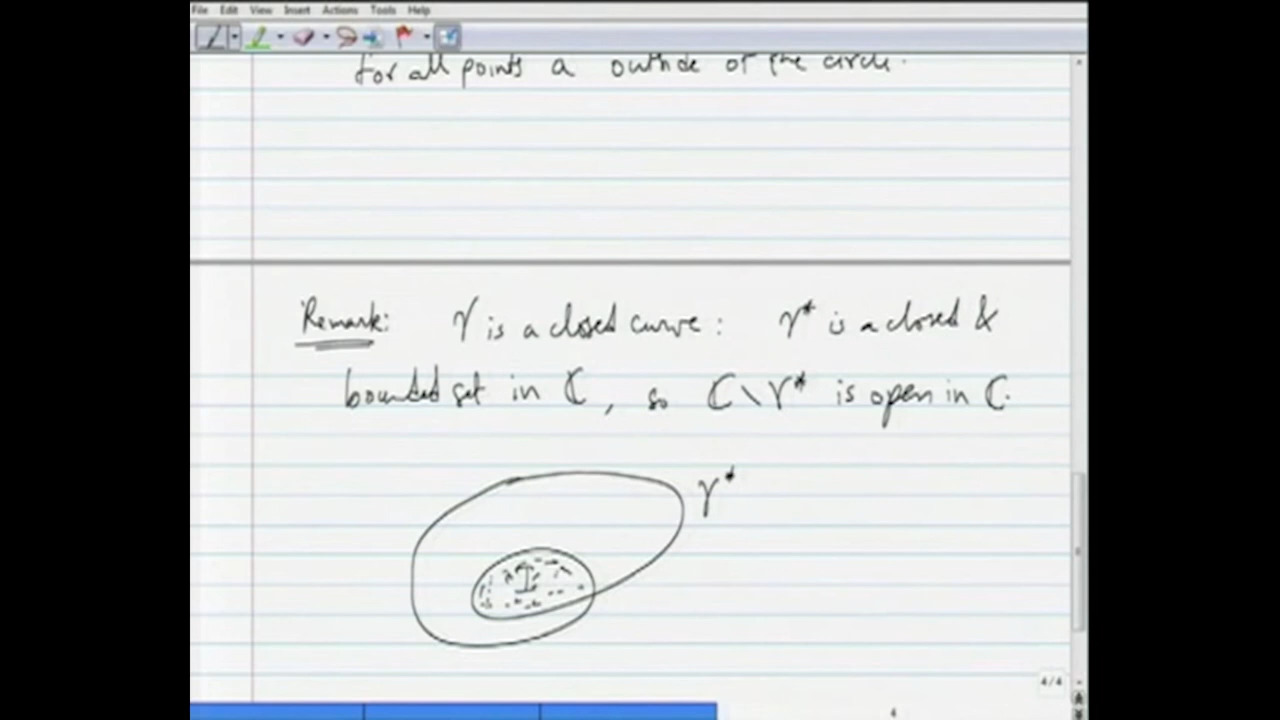 File Edit View Insert Actions Tools Help
for all points a outside of the circle.
Remark: γ is a closed curve: γ* is a closed &
bounded set in ℂ, so ℂ\γ* is open in ℂ.
γ*
I
4/4
4